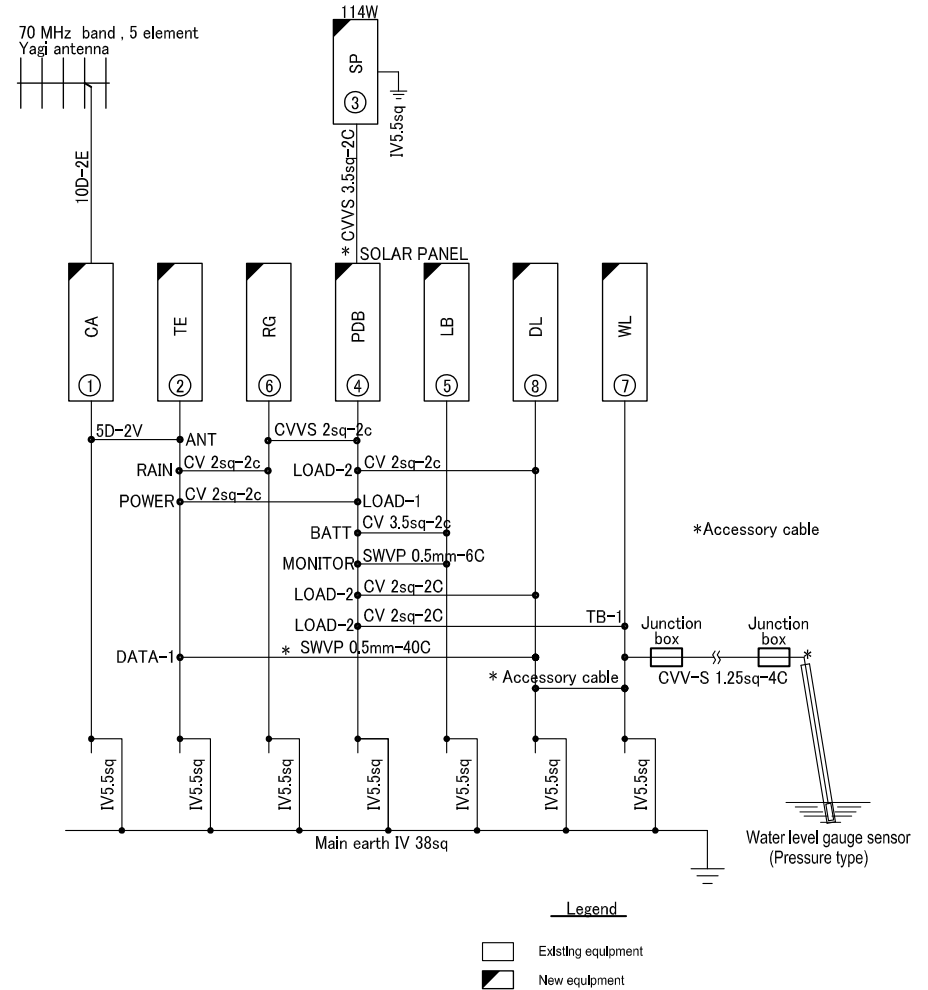 114W
70 MHz band , 5 element
Yagi antenna
SP
3
IV5.5sq
10D-2E
* CVVS 3.5sq-2C
SOLAR PANEL
CA
TE
RG
PDB
LB
DL
WL
1
2
6
4
5
8
7
5D-2V
ANT
CVVS 2sq-2c
RAIN
CV 2sq-2c
LOAD-2
CV 2sq-2c
POWER
CV 2sq-2c
LOAD-1
BATT
CV 3.5sq-2c
*Accessory cable
MONITOR
SWVP 0.5mm-6C
LOAD-2
CV 2sq-2C
LOAD-2
CV 2sq-2C
TB-1
Junction
box
Junction
box
DATA-1
* SWVP 0.5mm-40C
*
CVV-S 1.25sq-4C
* Accessory cable
IV5.5sq
IV5.5sq
IV5.5sq
IV5.5sq
IV5.5sq
IV5.5sq
IV5.5sq
Main earth IV 38sq
Water level gauge sensor
(Pressure type)
Legend
Existing equipment
New equipment